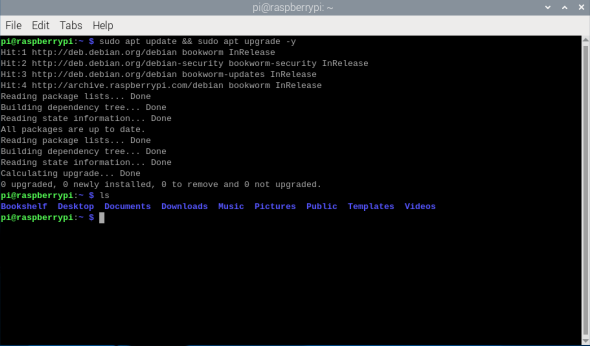 pi@raspberrypi: ~
File Edit Tabs Help
pi@raspberrypi:~ $ sudo apt update && sudo apt upgrade -y
Hit:1 http://deb.debian.org/debian bookworm InRelease
Hit:2 http://deb.debian.org/debian-security bookworm-security InRelease
Hit:3 http://deb.debian.org/debian bookworm-updates InRelease
Hit:4 http://archive.raspberrypi.com/debian bookworm InRelease
Reading package lists... Done
Building dependency tree... Done
Reading state information... Done
All packages are up to date.
Reading package lists... Done
Building dependency tree... Done
Reading state information... Done
Calculating upgrade... Done
0 upgraded, 0 newly installed, 0 to remove and 0 not upgraded.
pi@raspberrypi:~ $ ls
Bookshelf Desktop Documents Downloads Music Pictures Public Templates Videos
pi@raspberrypi:~ $